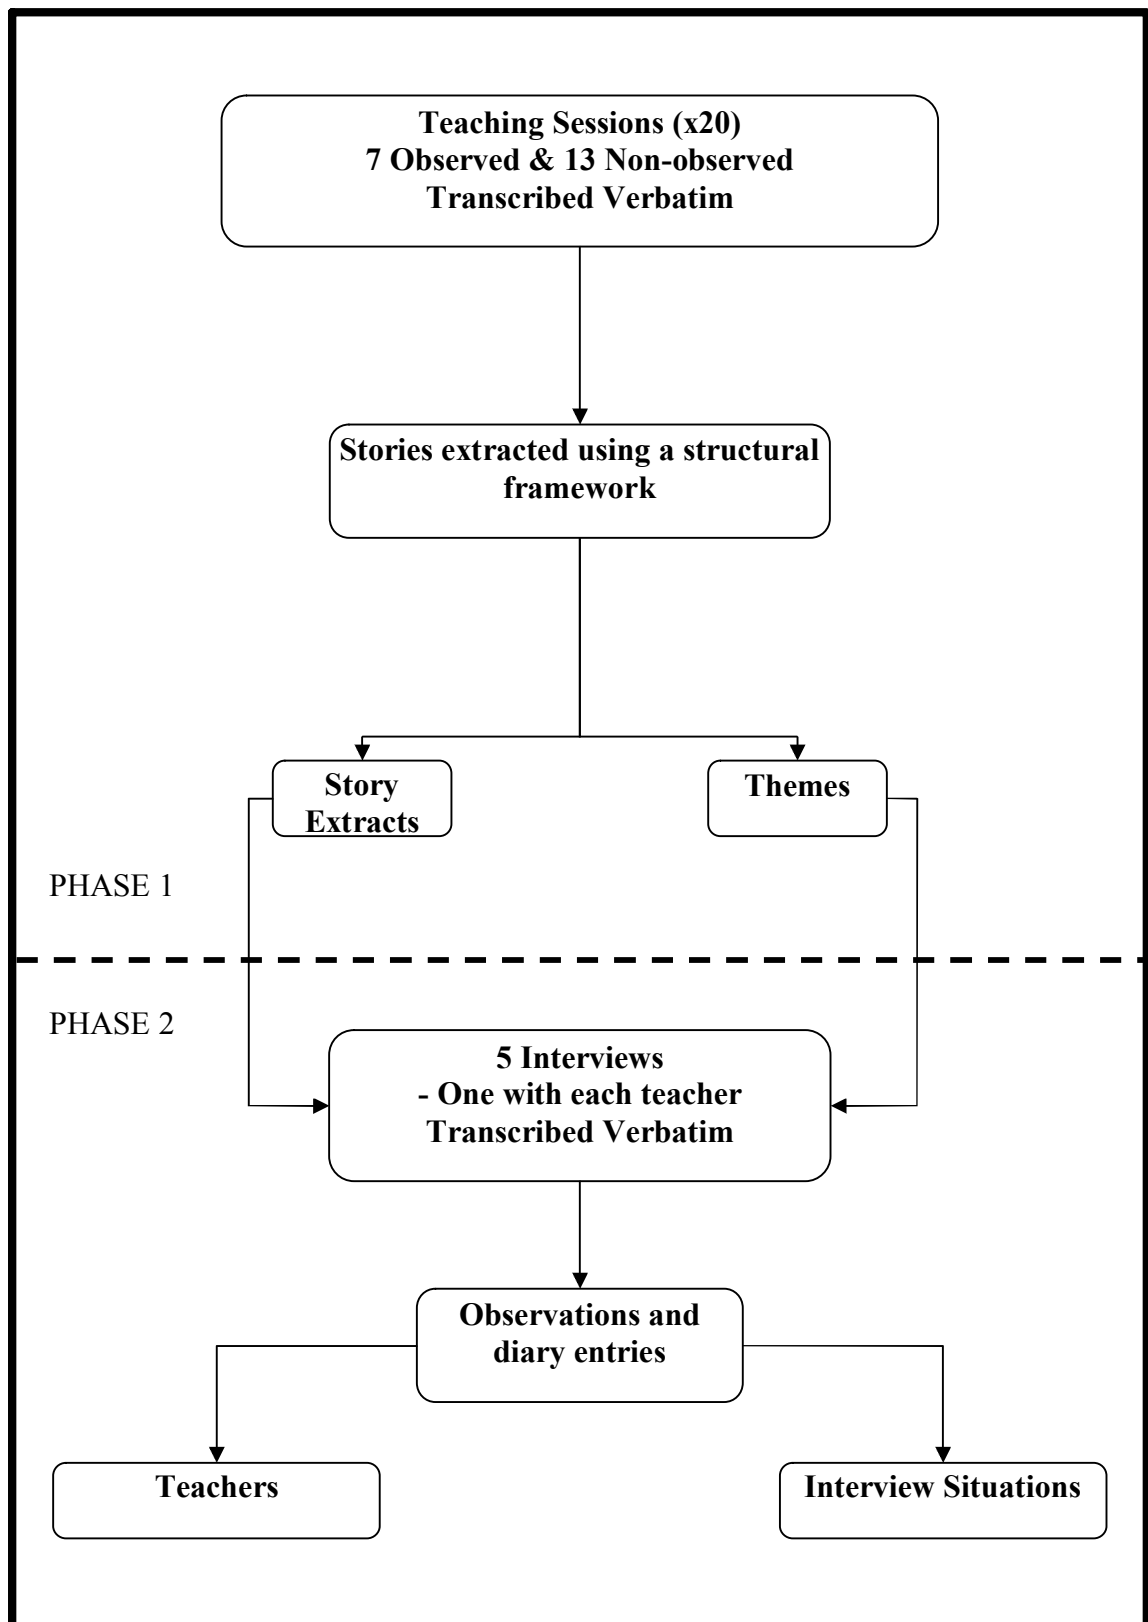 Teaching Sessions (x20)
7 Observed & 13 Non-observed
Transcribed Verbatim
Stories extracted using a structural
framework
Story
Extracts
Themes
PHASE 1
PHASE 2
5 Interviews
- One with each teacher
Transcribed Verbatim
Observations and
diary entries
Teachers
Interview Situations